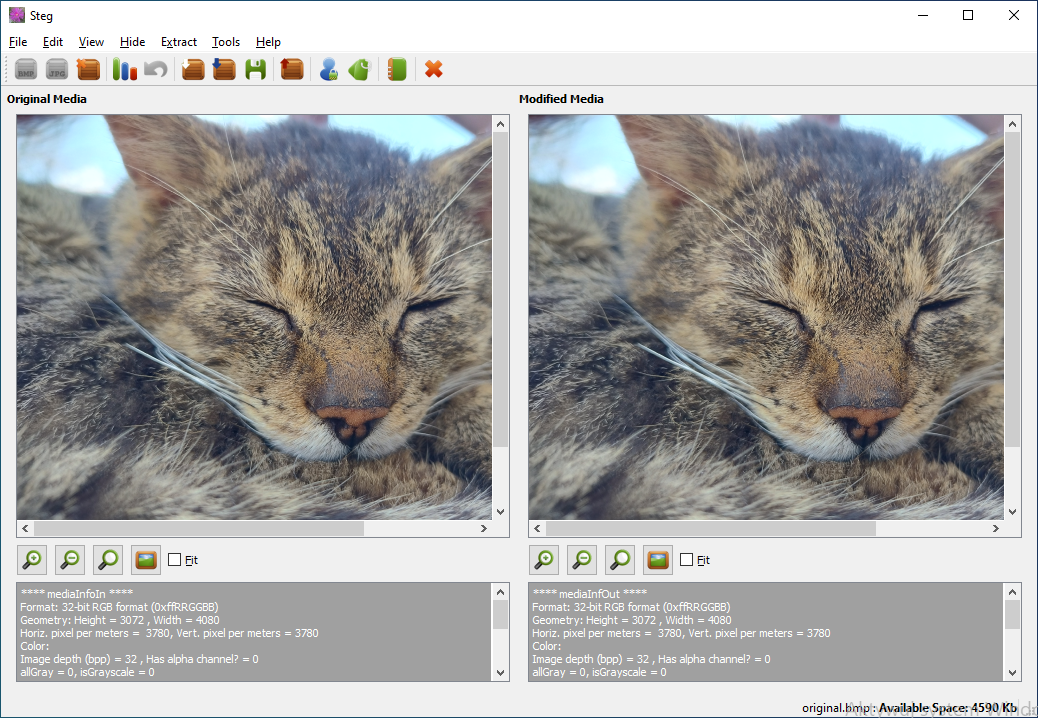 Steg
File Edit View Hide Extract Tools Help
BMP JPG
Original Media
Modified Media
Fit
Fit
**** mediaInfoIn ****
Format: 32-bit RGB format (0xffRRGGBB)
Geometry: Height = 3072 , Width = 4080
Horiz. pixel per meters = 3780, Vert. pixel per meters = 3780
Color:
Image depth (bpp) = 32 , Has alpha channel? = 0
allGray = 0, isGrayscale = 0
**** mediaInfOut ****
Format: 32-bit RGB format (0xffRRGGBB)
Geometry: Height = 3072 , Width = 4080
Horiz. pixel per meters = 3780, Vert. pixel per meters = 3780
Color:
Image depth (bpp) = 32 , Has alpha channel? = 0
allGray = 0, isGrayscale = 0
original.bmp : Available Space: 4590 Kb